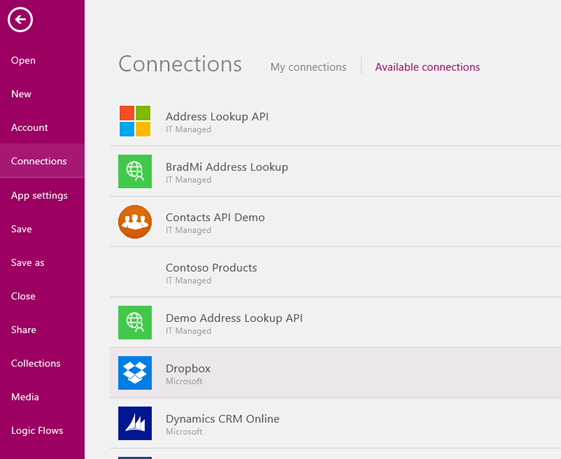 Open
New
Account
Connections
App settings
Save
Save as
Close
Share
Collections
Media
Logic Flows
Connections
My connections
Available connections
Address Lookup API
IT Managed
BradMi Address Lookup
IT Managed
Contacts API Demo
IT Managed
Contoso Products
IT Managed
Demo Address Lookup API
IT Managed
Dropbox
Microsoft
Dynamics CRM Online
Microsoft